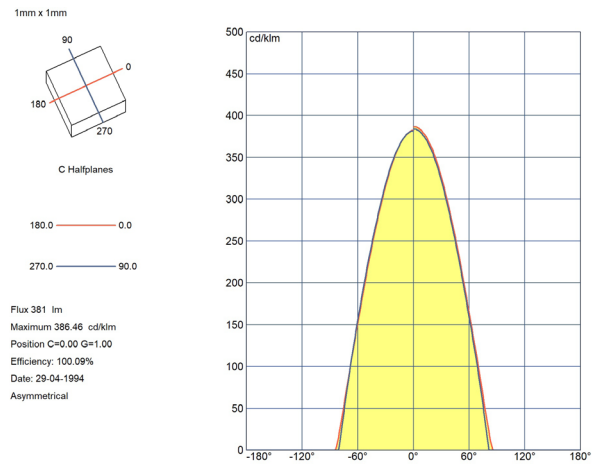 1mm x 1mm
90
0
180
270
C Halfplanes
180.0 0.0
270.0 90.0
Flux 381 lm
Maximum 386.46 cd/klm
Position C=0.00 G=1.00
Efficiency: 100.09%
Date: 29-04-1994
Asymmetrical
500
cd/klm
450
400
350
300
250
200
150
100
50
0
-180° -120° -60° 0° 60° 120° 180°